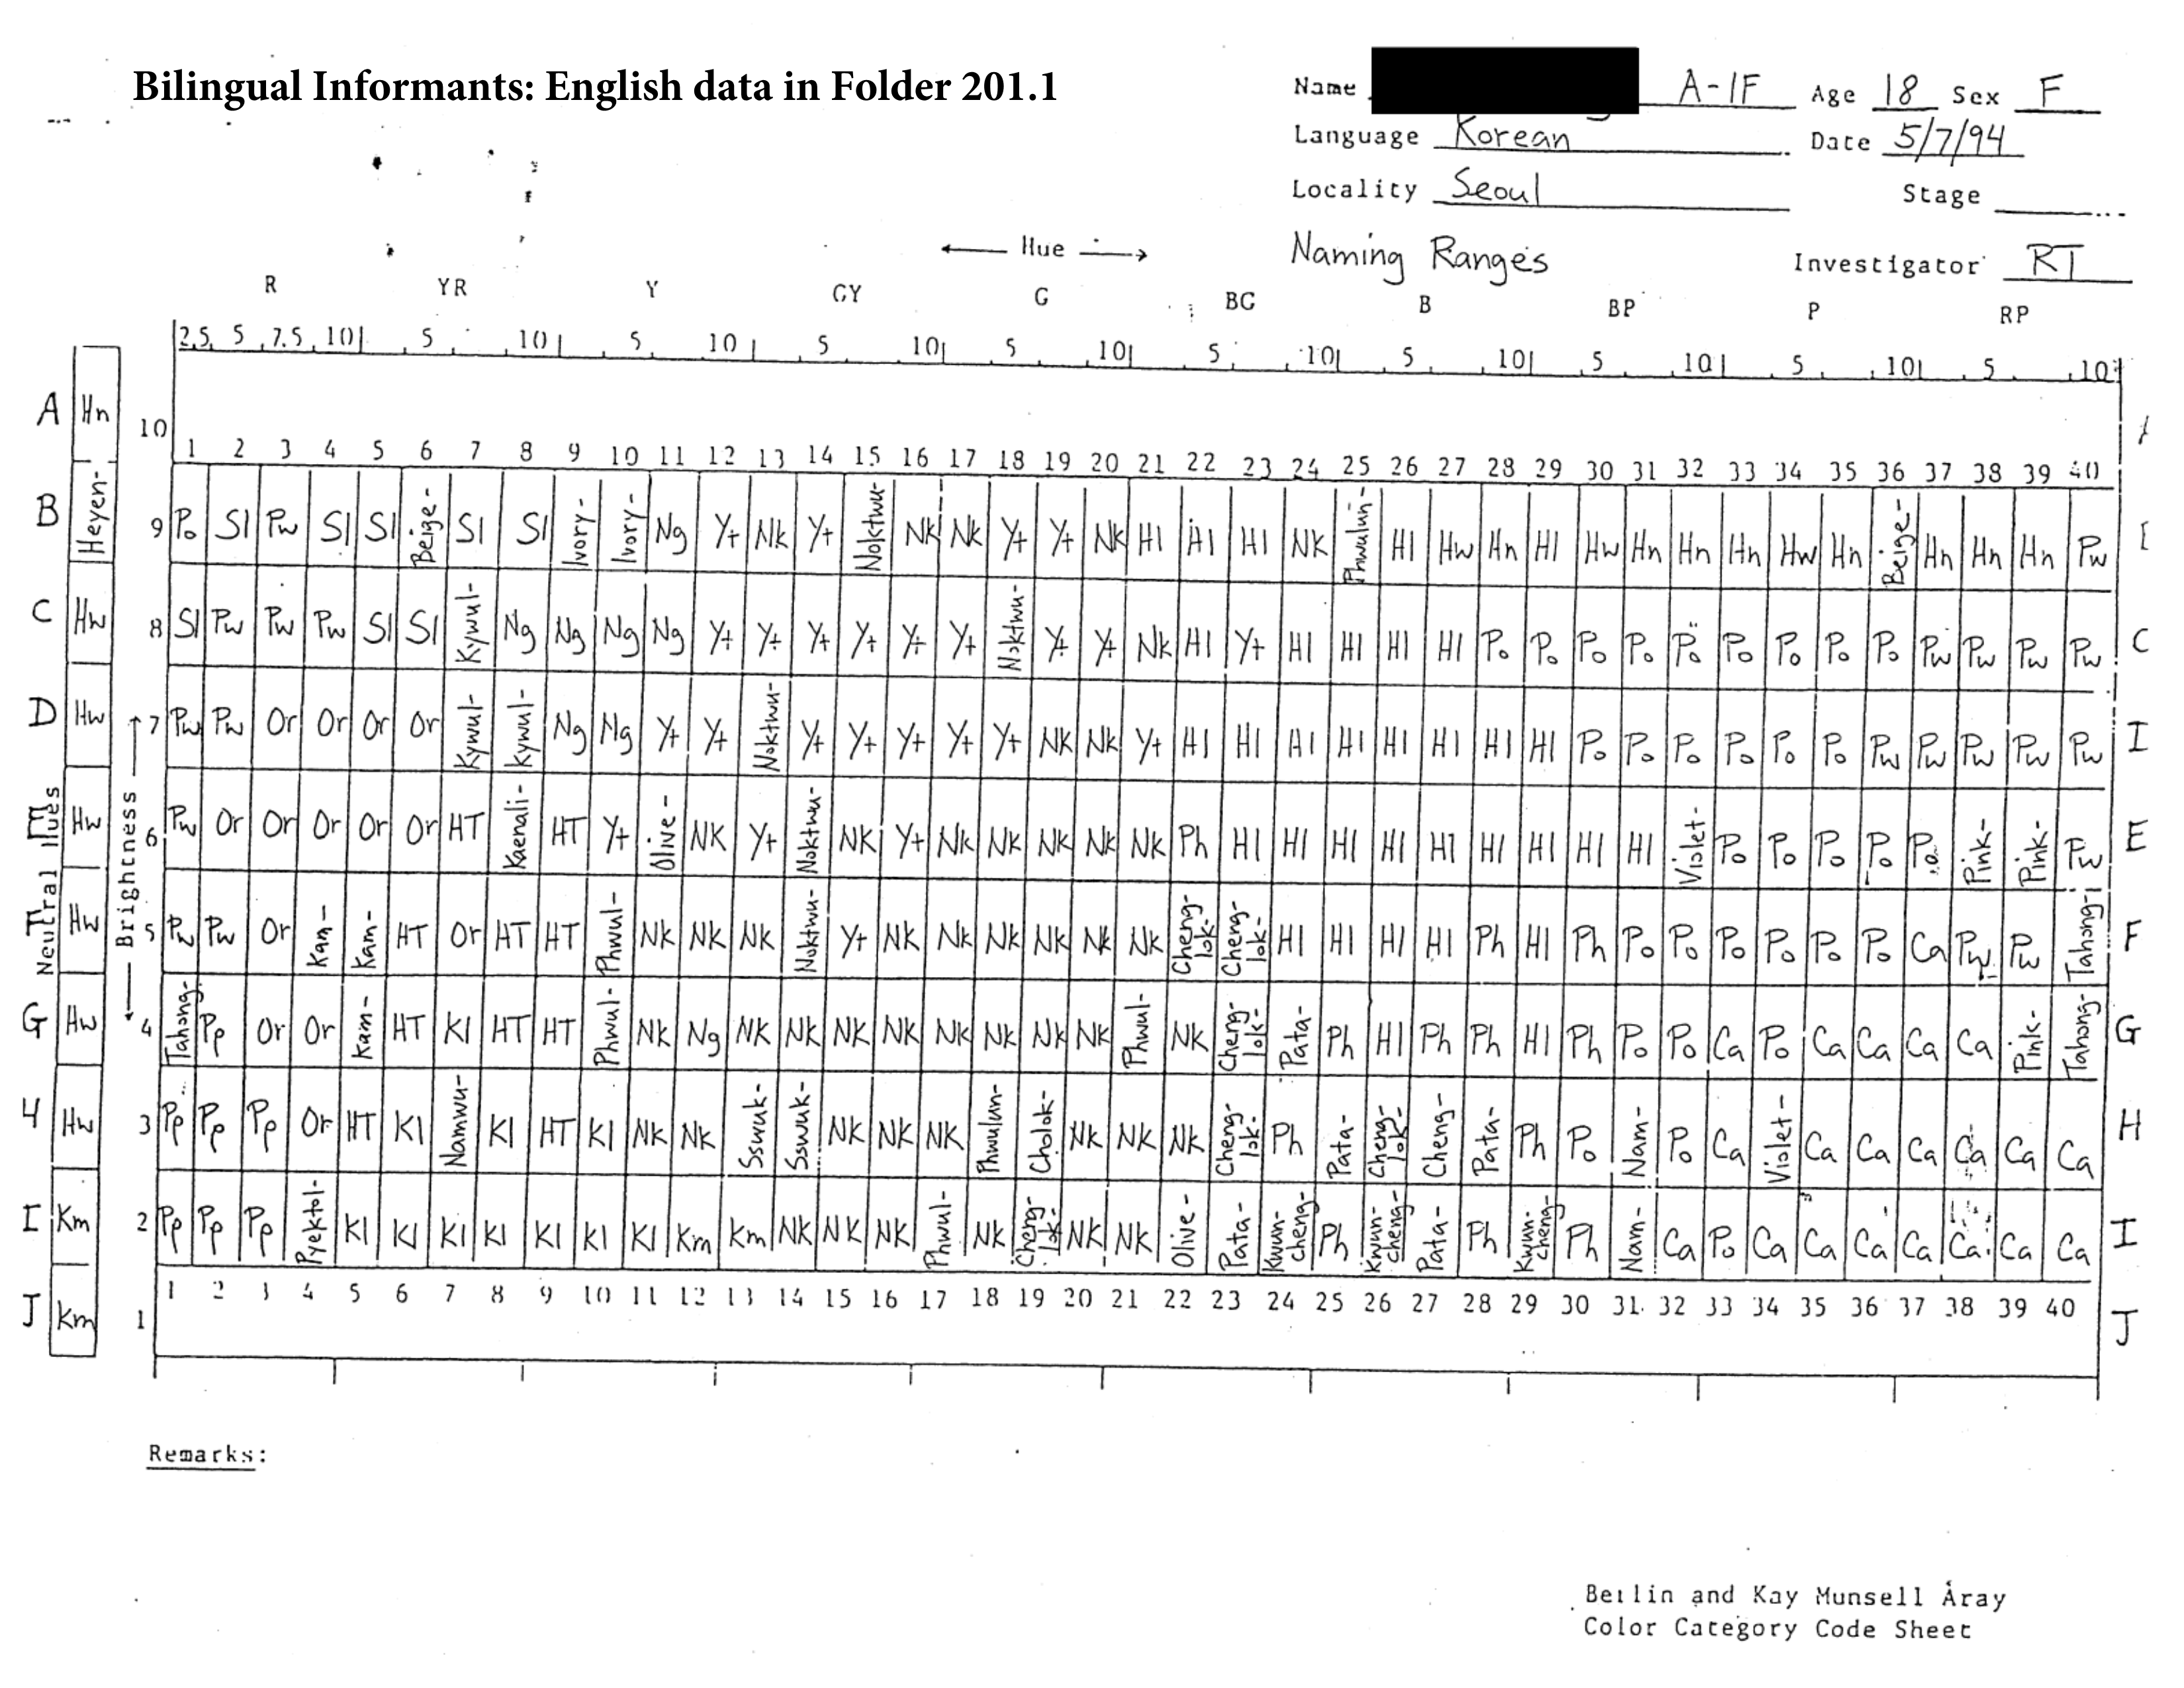 Bilingual Informants: English data in Folder 201.1
Name A-1F Age 18 Sex F
Language Korean Date 5/7/94
Locality Seoul Stage
← Hue →
Naming Ranges Investigator RT
R YR Y GY G BG B BP P RP
2.5 5 7.5 10 5 10 5 10 5 10 5 10 5 10 5 10 5 10 5 10 5 10
A Hn 10
1 2 3 4 5 6 7 8 9 10 11 12 13 14 15 16 17 18 19 20 21 22 23 24 25 26 27 28 29 30 31 32 33 34 35 36 37 38 39 40
B Heyen- 9 Po Sl Pw Sl Sl Beige- Sl Sl Ivory- Ivory- Ng Y+ Nk Y+ Noktwu- Nk Nk Y+ Y+ Nk Hl Hl Hl Nk Phwulun- Hl Hw Hn Hl Hw Hn Hn Hn Hw Hn Beige- Hn Hn Hn Pw
C Hw 8 Sl Pw Pw Pw Sl Sl Kywul- Ng Ng Ng Ng Y+ Y+ Y+ Y+ Y+ Y+ Noktwu- Y+ Y+ Nk Hl Y+ Hl Hl Hl Hl Po Po Po Po Po Po Po Po Po Pw Pw Pw Pw C
D Hw 7 Pw Pw Or Or Or Or Kywul- Kywul- Ng Ng Y+ Y+ Noktwu- Y+ Y+ Y+ Y+ Y+ Nk Nk Y+ Hl Hl Hl Hl Hl Hl Hl Hl Po Po Po Po Po Po Pw Pw Pw Pw Pw I
E Hw 6 Pw Or Or Or Or Or HT Kaenali- HT Y+ Olive- NK Y+ Noktwu- NK Y+ Nk Nk Nk Nk Nk Ph Hl Hl Hl Hl Hl Hl Hl Hl Hl Violet- Po Po Po Po Po Pink- Pink- Pw E
Neutral Hues
← Brightness →
F Hw 5 Pw Pw Or Kam- Kam- HT Or HT HT Phwul- NK NK NK Noktwu- Y+ NK Nk Nk Nk Nk Nk Cheng-lok- Cheng-lok- Hl Hl Hl Hl Ph Hl Ph Po Po Po Po Po Po Ca Pw Pw Tahong- F
G Hw 4 Tahong- Pp Or Or Kam- HT Kl HT HT Phwul- Nk Ng NK NK NK NK Nk Nk Nk Nk Phwul- NK Cheng-lok- Pata- Ph Hl Ph Ph Hl Ph Po Po Ca Po Ca Ca Ca Ca Pink- Tahong- G
H Hw 3 Pp Pp Pp Or HT Kl Namwu- Kl HT Kl Nk Nk Sswuk- Sswuk- NK NK NK Phwulun- Cholok- Nk NK NK Cheng-lok- Ph Pata- Cheng-lok- Cheng- Pata- Ph Po Nam- Po Ca Violet- Ca Ca Ca Ca Ca Ca H
I Km 2 Pp Pp Pp Pyektol- Kl Kl Kl Kl Kl Kl Kl Km Km NK NK NK Phwul- NK Cheng-lok- NK NK Olive- Pata- Kwun-cheng- Ph Kwun-cheng- Pata- Ph Kwun-cheng- Ph Nam- Ca Po Ca Ca Ca Ca Ca Ca Ca I
1 2 3 4 5 6 7 8 9 10 11 12 13 14 15 16 17 18 19 20 21 22 23 24 25 26 27 28 29 30 31 32 33 34 35 36 37 38 39 40
J Km 1 J
Remarks:
Berlin and Kay Munsell Aray
Color Category Code Sheet